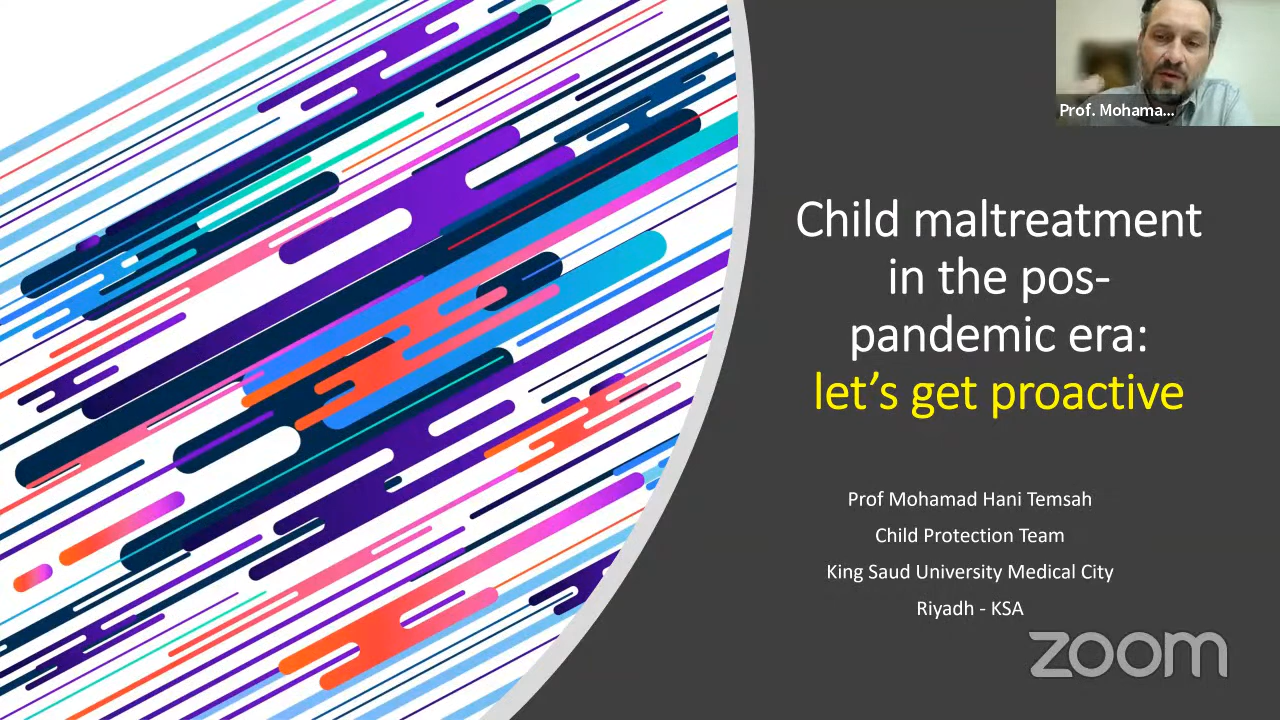 Prof. Mohama...
Child maltreatment
in the pos-
pandemic era:
let's get proactive
Prof Mohamad Hani Temsah
Child Protection Team
King Saud University Medical City
Riyadh - KSA
zoom